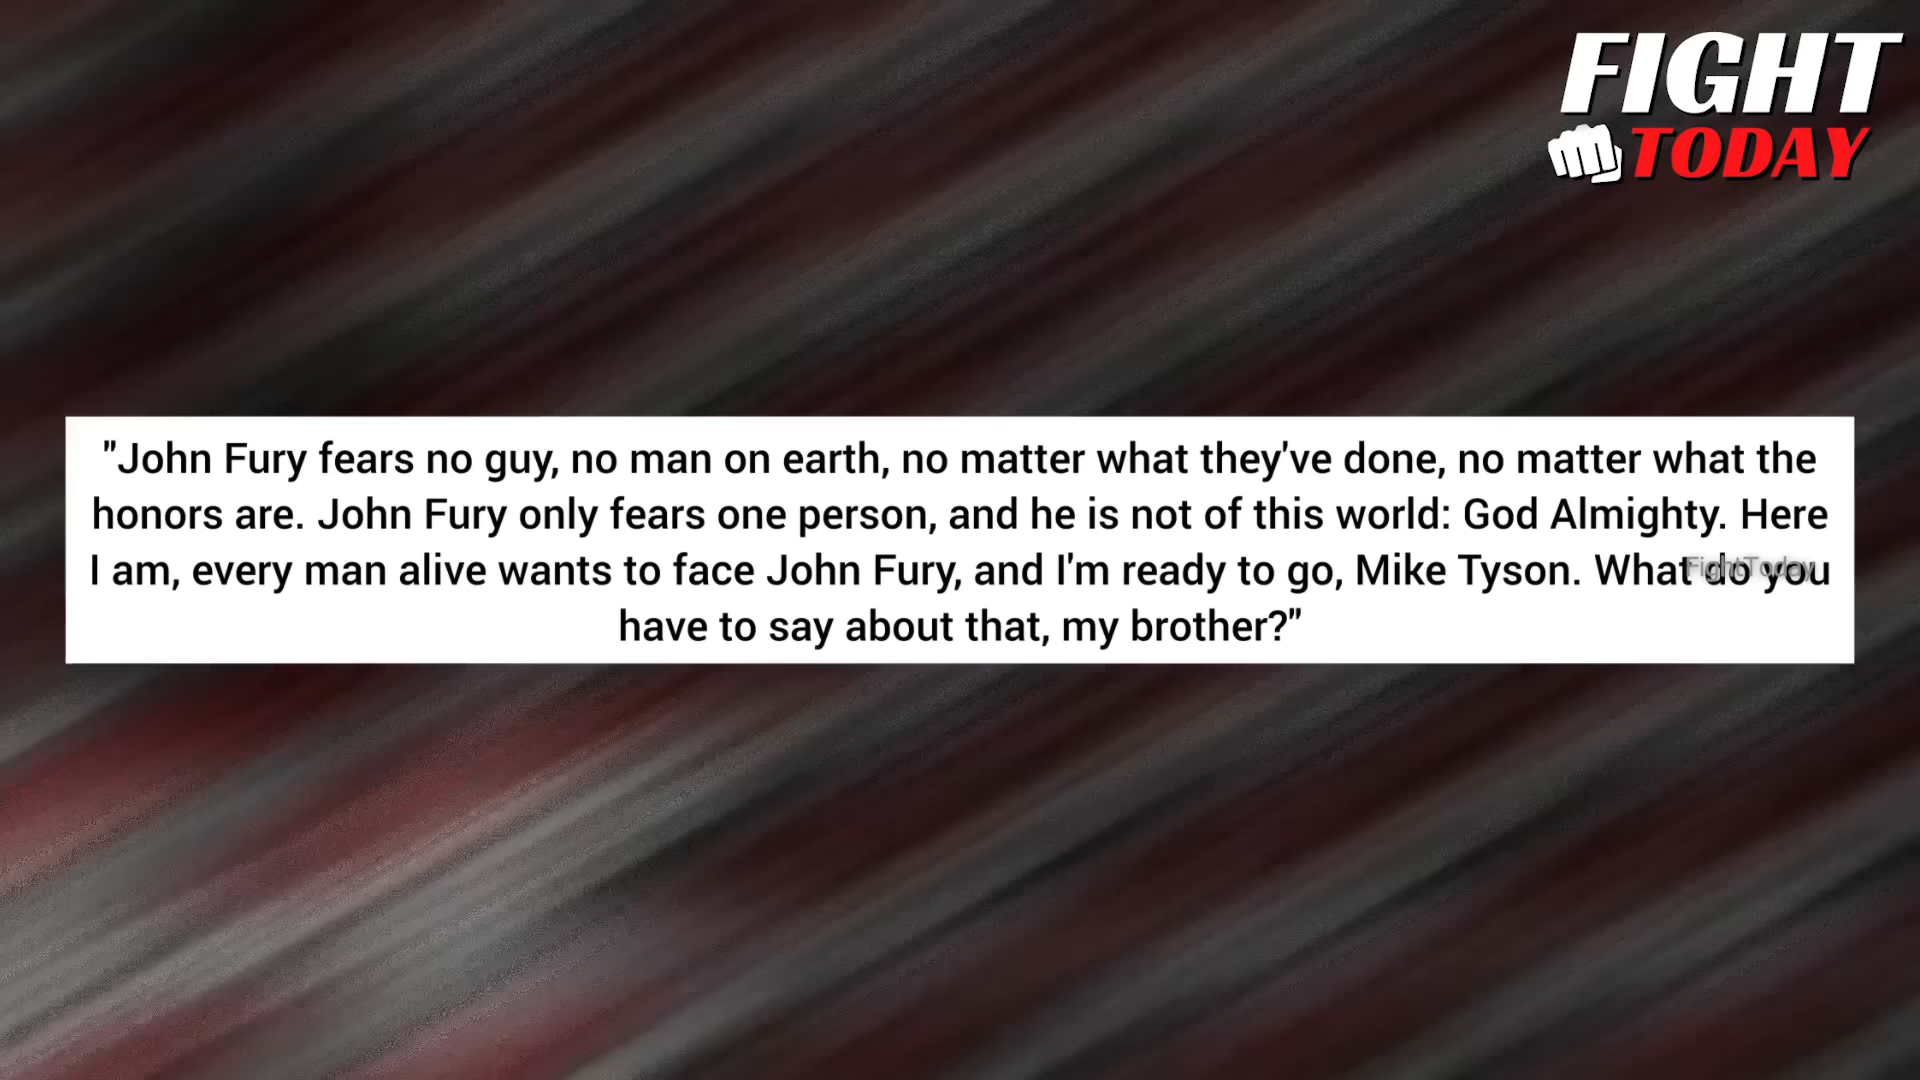 FIGHT
TODAY
"John Fury fears no guy, no man on earth, no matter what they've done, no matter what the
honors are. John Fury only fears one person, and he is not of this world: God Almighty. Here
I am, every man alive wants to face John Fury, and I'm ready to go, Mike Tyson. What do you
have to say about that, my brother?"
FightToday